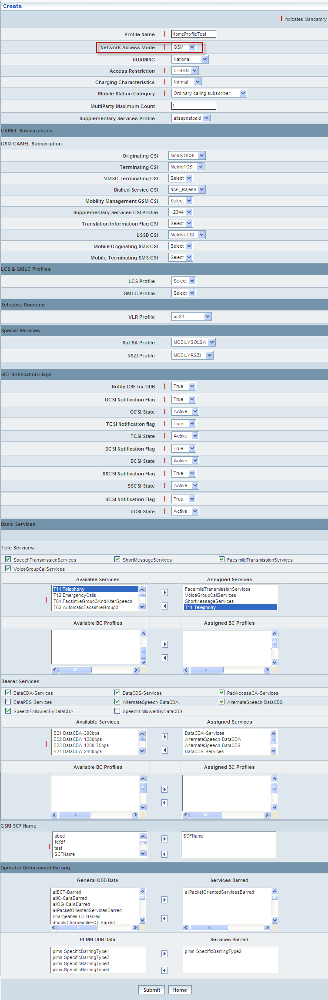 Create
Indicates Mandatory
Profile Name HomeProfileTest
Network Access Mode GSM
ROAMING National
Access Restriction UTRAN
Charging Characteristics Normal
Mobile Station Category Ordinary calling subscriber
MultiParty Maximum Count 1
Supplementary Services Profile allsspostpaid
CAMEL Subscriptions
GSM CAMEL Subscription
Originating CSI MobilyOCSI
Terminating CSI MobilyTCSI
VMSC Terminating CSI Select
Dialled Service CSI dcsi_Rajesh
Mobility Management GSM CSI Select
Supplementary Services CSI Profile 12344
Translation Information Flag CSI Select
USSD CSI MobilyUCSI
Mobile Originating SMS CSI Select
Mobile Terminating SMS CSI Select
LCS & GMLC Profiles
LCS Profile Select
GMLC Profile Select
Selective Roaming
VLR Profile pp33
Special Services
SoLSA Profile MOBILYSOLSA
RSZI Profile MOBILYRSZI
SCF Notification Flags
Notify CSE for ODB True
OCSI Notification Flag True
OCSI State Active
TCSI Notification flag True
TCSI State Active
DCSI Notification Flag True
DCSI State Active
SSCSI Notification Flag True
SSCSI State Active
UCSI Notification Flag True
UCSI State Active
Basic Services
Tele Services
SpeechTransmissionServices ShortMessageServices FacsimileTransmissionServices
VoiceGroupCallServices
Available Services Assigned Services
T11 Telephony FacsimileTransmissionServices
T12 EmergencyCalls VoiceGroupCallServices
T61 FacsimileGroup3AndAlterSpeech ShortMessageServices
T62 AutomaticFacsimileGroup3 T11 Telephony
Available BC Profiles Assigned BC Profiles
Bearer Services
DataCDA-Services DataCDS-Services PadAccessCA-Services
DataPDS-Services AlternateSpeech-DataCDA AlternateSpeech-DataCDS
SpeechFollowedByDataCDA SpeechFollowedByDataCDS
Available Services Assigned Services
B21 DataCDA-300bps DataCDA-Services
B22 DataCDA-1200bps AlternateSpeech-DataCDA
B23 DataCDA-1200-75bps AlternateSpeech-DataCDS
B24 DataCDA-2400bps DataCDS-Services
Available BC Profiles Assigned BC Profiles
GSM SCF Name
abcd SCFName
fdfdf
test
SCFName
Operator Determined Barring
General ODB Data Services Barred
allECT-Barred allPacketOrientedServicesBarred
allIC-CallsBarred
allOG-CallsBarred
allPacketOrientedServicesBarred
chargeableECT-Barred
doublyChargeableECT-Barred
PLMN ODB Data Services Barred
plmn-SpecificBarringType1 plmn-SpecificBarringType2
plmn-SpecificBarringType2
plmn-SpecificBarringType3
plmn-SpecificBarringType4
Submit Home